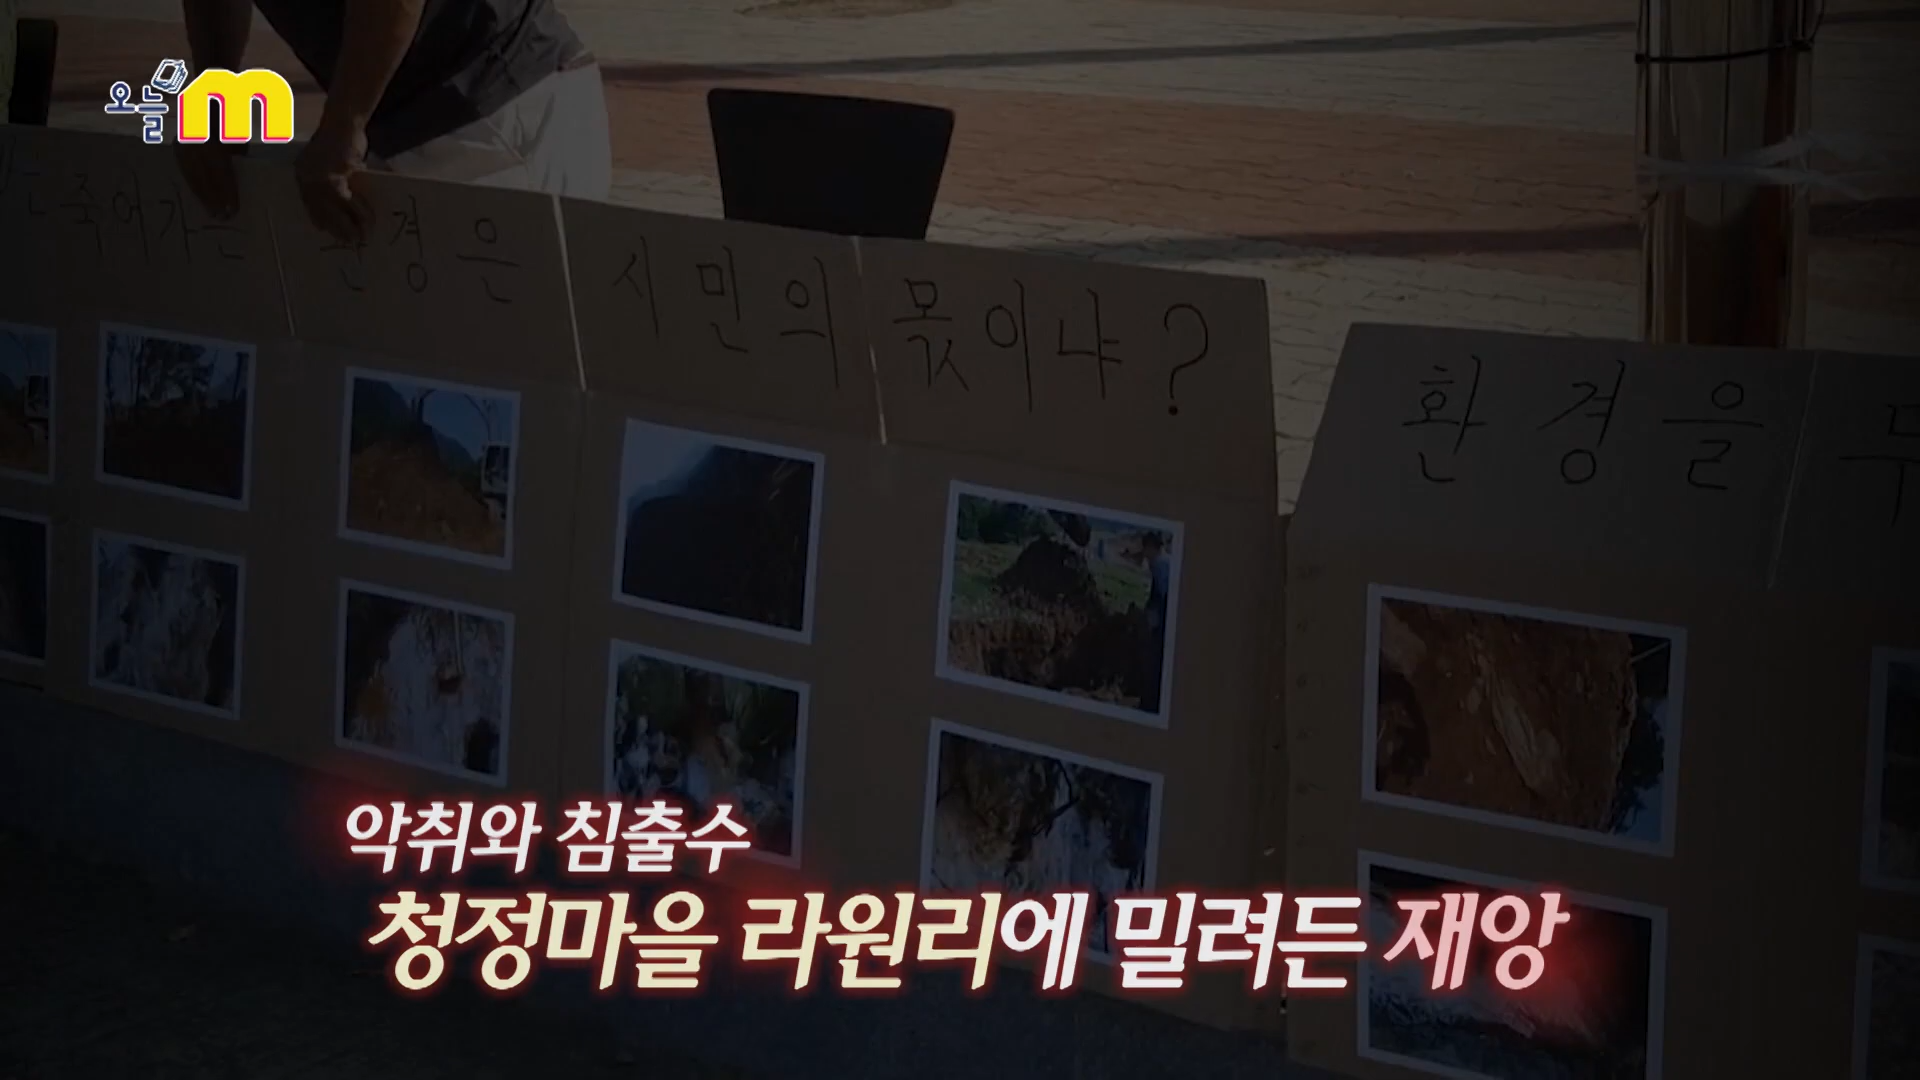 오늘 m
죽어가는 환경은 시민의 몫이냐?
환경을
악취와 침출수
청정마을 라원리에 밀려든 재앙